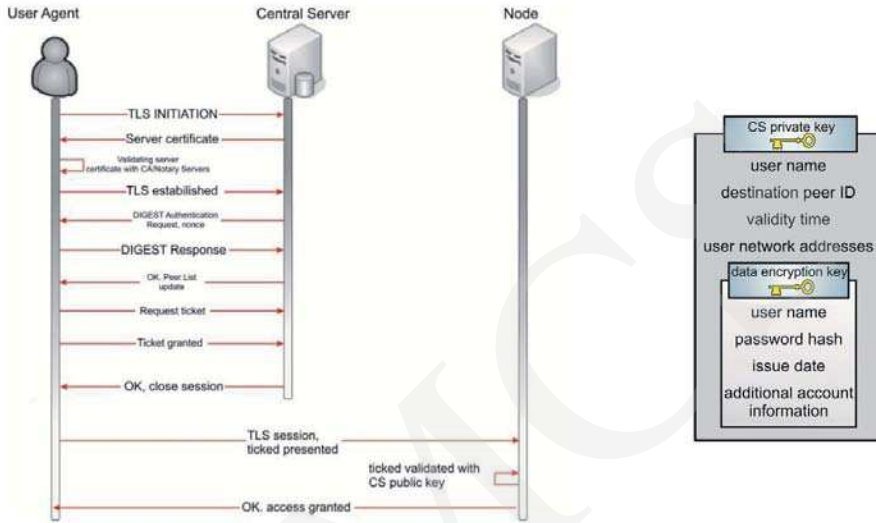 User Agent
Central Server
Node
TLS INITIATION
Server certificate
Validating server
certificate with CA/Notary Servers
TLS estabilished
DIGEST Authentication
Request, nonce
DIGEST Response
OK. Peer List
update
Request ticket
Ticket granted
OK, close session
TLS session,
ticked presented
ticked validated with
CS public key
OK. access granted
CS private key
user name
destination peer ID
validity time
user network addresses
data encryption key
user name
password hash
issue date
additional account
information